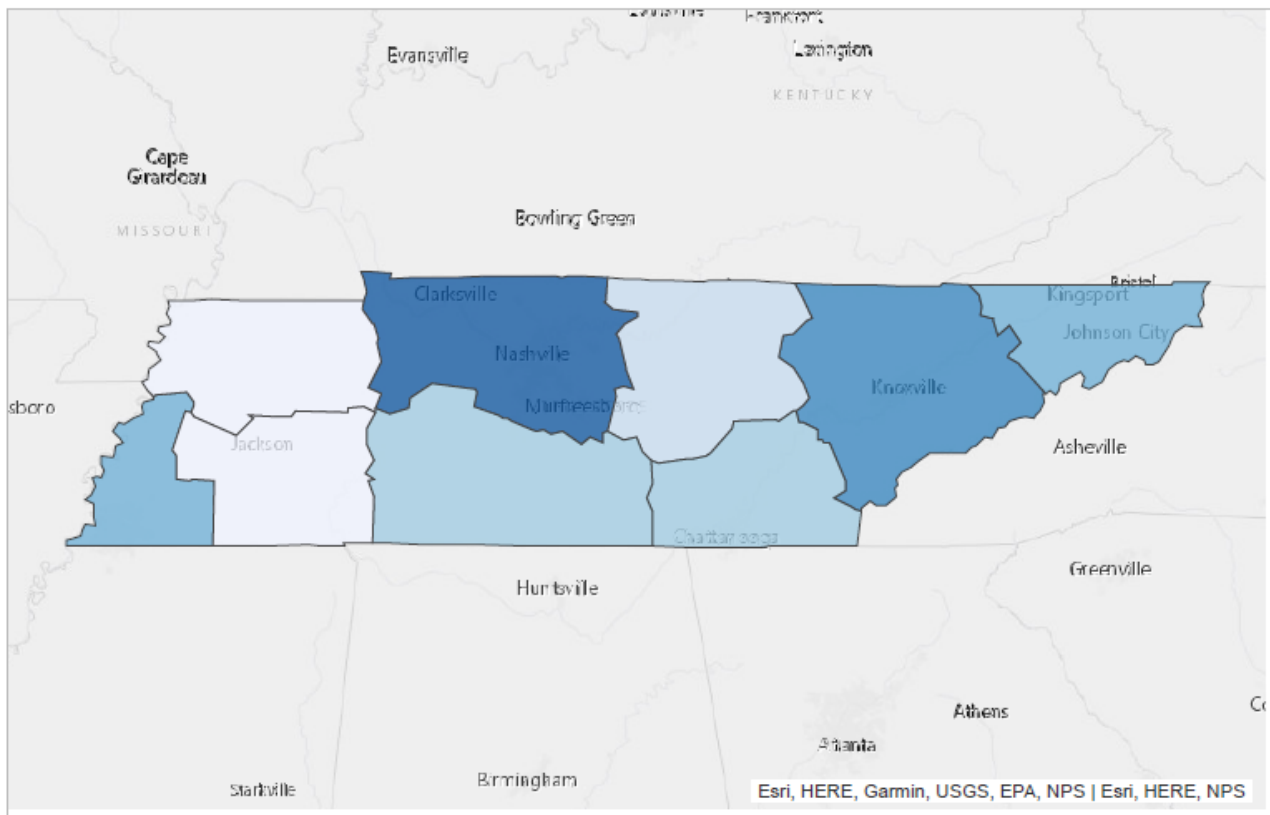 Evansville
Lexington
KENTUCKY
Cape
Girardeau
MISSOURI
Bowling Green
Bristol
Clarksville
Kingsport
Johnson City
Nashville
Knoxville
sboro
Murfreesboro
Jackson
Asheville
Chattanooga
Huntsville
Greenville
Athens
Atlanta
Birmingham
Starkville
Esri, HERE, Garmin, USGS, EPA, NPS | Esri, HERE, NPS